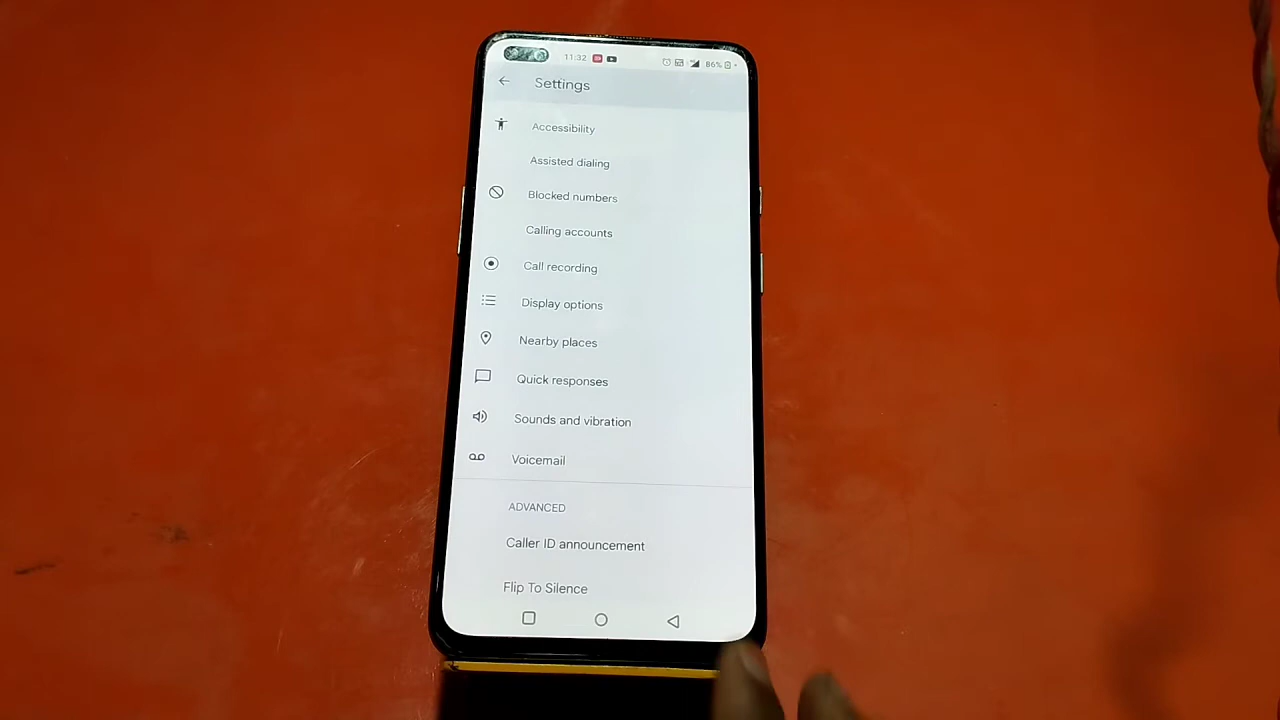 11:32
86%
Settings
Accessibility
Assisted dialing
Blocked numbers
Calling accounts
Call recording
Display options
Nearby places
Quick responses
Sounds and vibration
Voicemail
ADVANCED
Caller ID announcement
Flip To Silence